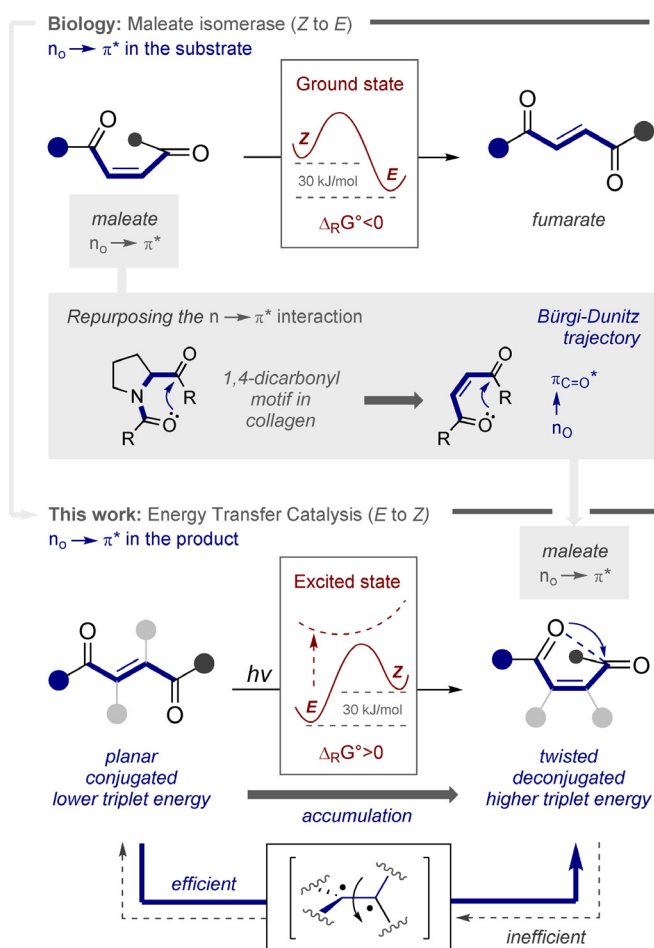 Biology: Maleate isomerase (Z to E)
nO → π* in the substrate
Ground state
O
O
Z
E
30 kJ/mol
ΔRG°<0
O
O
maleate
nO → π*
fumarate
Repurposing the n → π* interaction
Bürgi-Dunitz
trajectory
N
O
R
R
O
1,4-dicarbonyl
motif in
collagen
O
R
R
O
πC=O*
nO
This work: Energy Transfer Catalysis (E to Z)
nO → π* in the product
maleate
nO → π*
Excited state
O
O
hν
E
Z
30 kJ/mol
ΔRG°>0
O
O
planar
conjugated
lower triplet energy
accumulation
twisted
deconjugated
higher triplet energy
efficient
inefficient